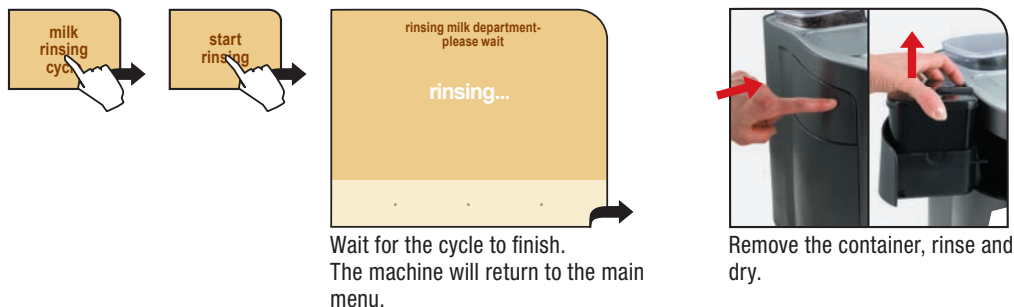 milk
rinsing
cycle
start
rinsing
rinsing milk department-
please wait
rinsing...
Wait for the cycle to finish.
The machine will return to the main
menu.
Remove the container, rinse and
dry.